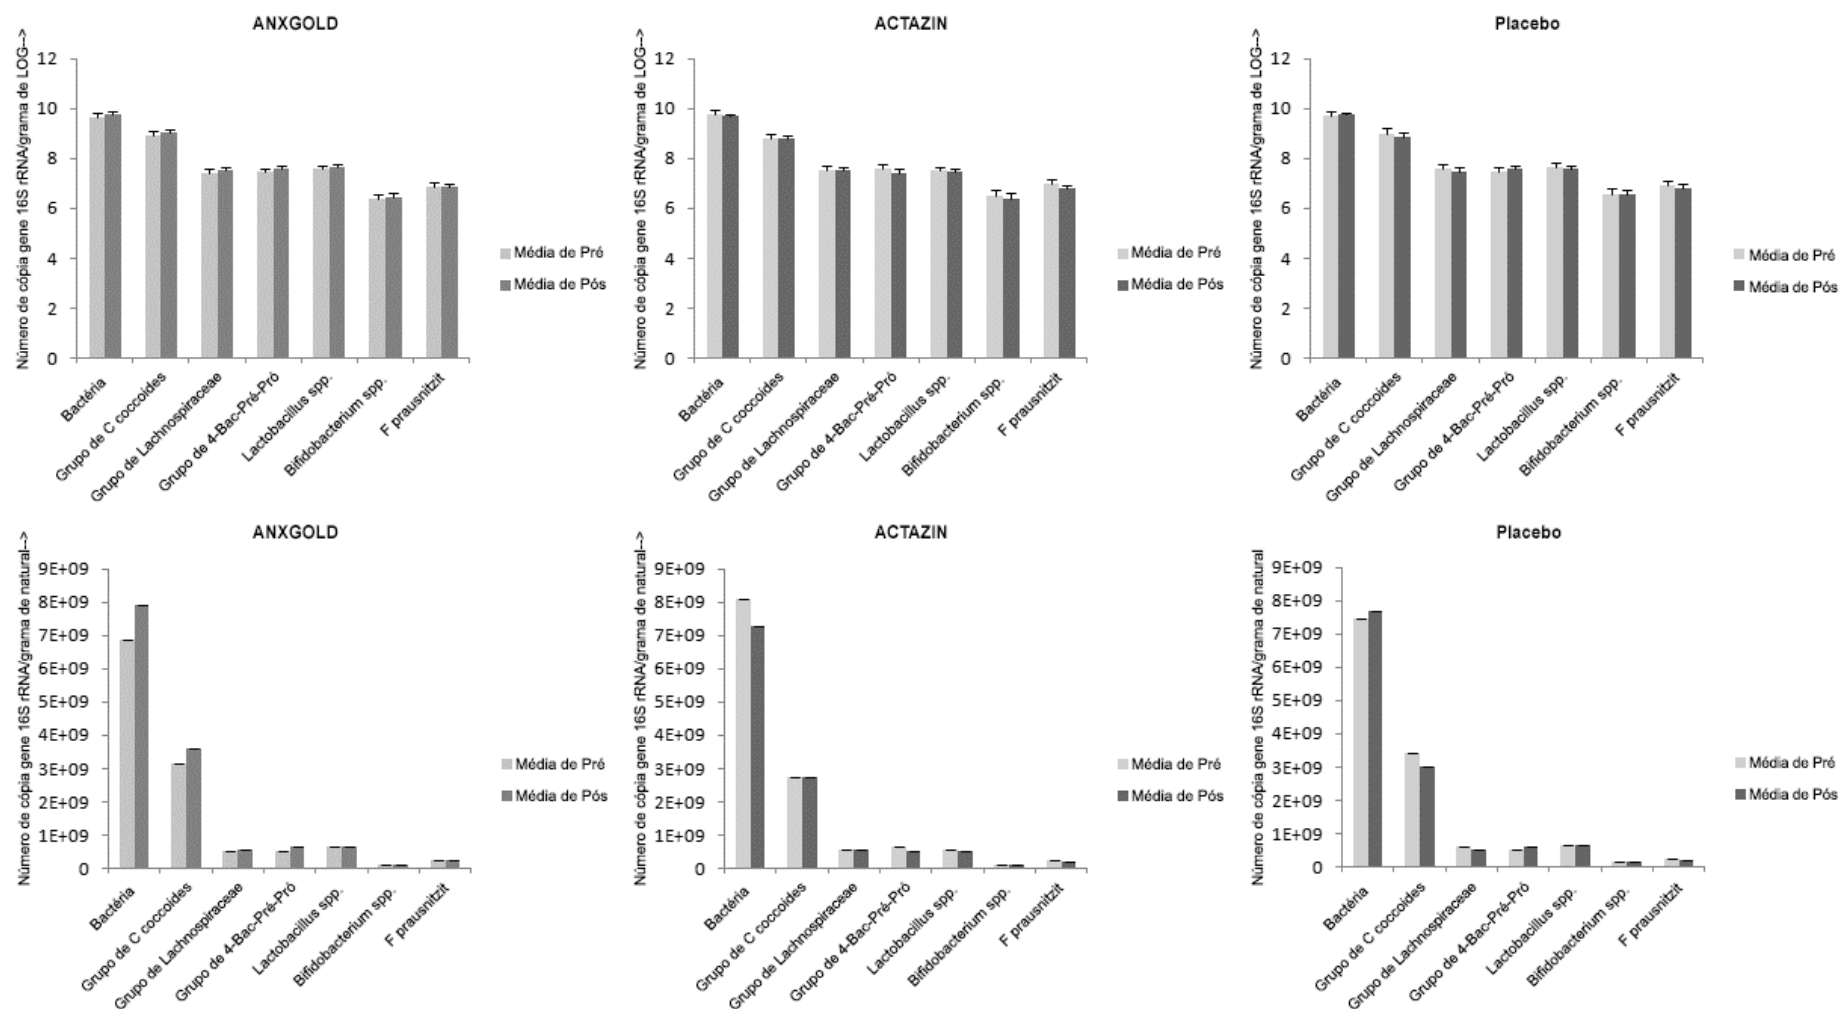 ANXGOLD
Número de cópia gene 16S rRNA/grama de LOG-->
12
10
8
6
4
2
0
Bactéria
Grupo de C coccoides
Grupo de Lachnospiraceae
Grupo de 4-Bac-Pré-Pró
Lactobacillus spp.
Bifidobacterium spp.
F prausnitzit
Média de Pré
Média de Pós
ACTAZIN
Número de cópia gene 16S rRNA/grama de LOG-->
12
10
8
6
4
2
0
Bactéria
Grupo de C coccoides
Grupo de Lachnospiraceae
Grupo de 4-Bac-Pré-Pró
Lactobacillus spp.
Bifidobacterium spp.
F prausnitzit
Média de Pré
Média de Pós
Placebo
Número de cópia gene 16S rRNA/grama de LOG-->
12
10
8
6
4
2
0
Bactéria
Grupo de C coccoides
Grupo de Lachnospiraceae
Grupo de 4-Bac-Pré-Pró
Lactobacillus spp.
Bifidobacterium spp.
F prausnitzit
Média de Pré
Média de Pós
ANXGOLD
Número de cópia gene 16S rRNA/grama de natural-->
9E+09
8E+09
7E+09
6E+09
5E+09
4E+09
3E+09
2E+09
1E+09
0
Bactéria
Grupo de C coccoides
Grupo de Lachnospiraceae
Grupo de 4-Bac-Pré-Pró
Lactobacillus spp.
Bifidobacterium spp.
F prausnitzit
Média de Pré
Média de Pós
ACTAZIN
Número de cópia gene 16S rRNA/grama de natural-->
9E+09
8E+09
7E+09
6E+09
5E+09
4E+09
3E+09
2E+09
1E+09
0
Bactéria
Grupo de C coccoides
Grupo de Lachnospiraceae
Grupo de 4-Bac-Pré-Pró
Lactobacillus spp.
Bifidobacterium spp.
F prausnitzit
Média de Pré
Média de Pós
Placebo
Número de cópia gene 16S rRNA/grama de natural
9E+09
8E+09
7E+09
6E+09
5E+09
4E+09
3E+09
2E+09
1E+09
0
Bactéria
Grupo de C coccoides
Grupo de Lachnospiraceae
Grupo de 4-Bac-Pré-Pró
Lactobacillus spp.
Bifidobacterium spp.
F prausnitzit
Média de Pré
Média de Pós